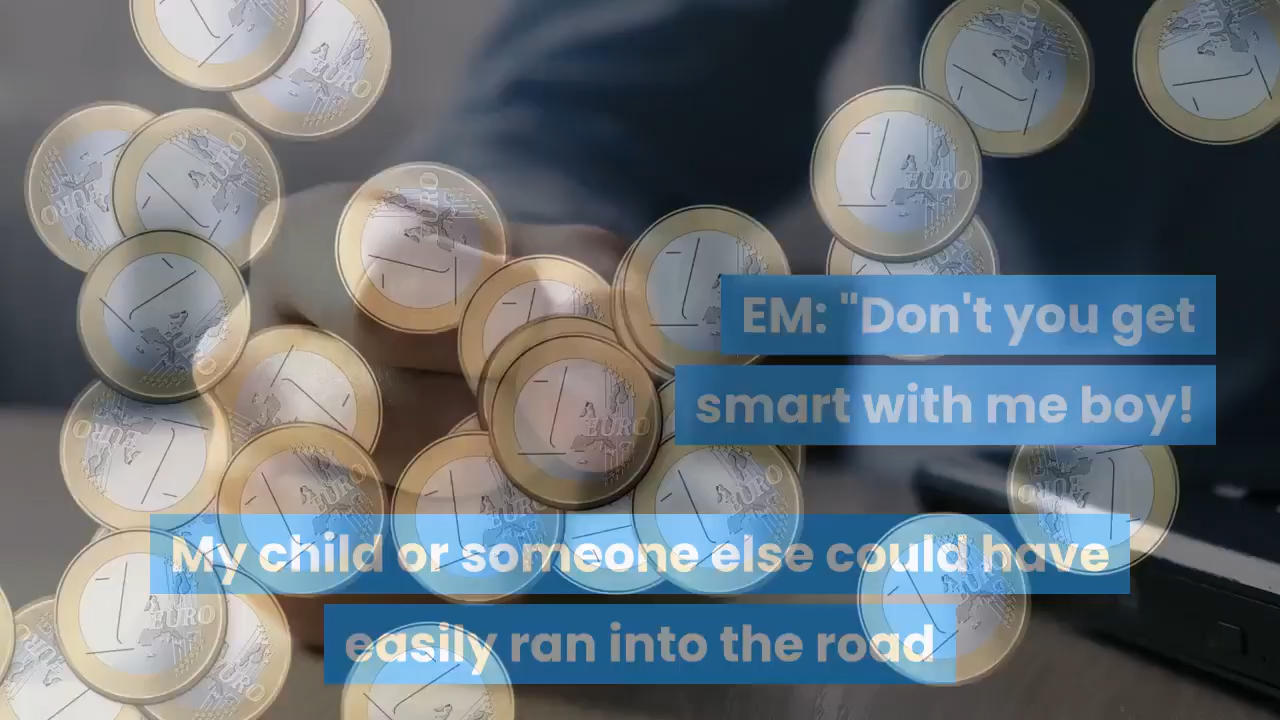 EM: "Don't you get
smart with me boy!
My child or someone else could have
easily ran into the road